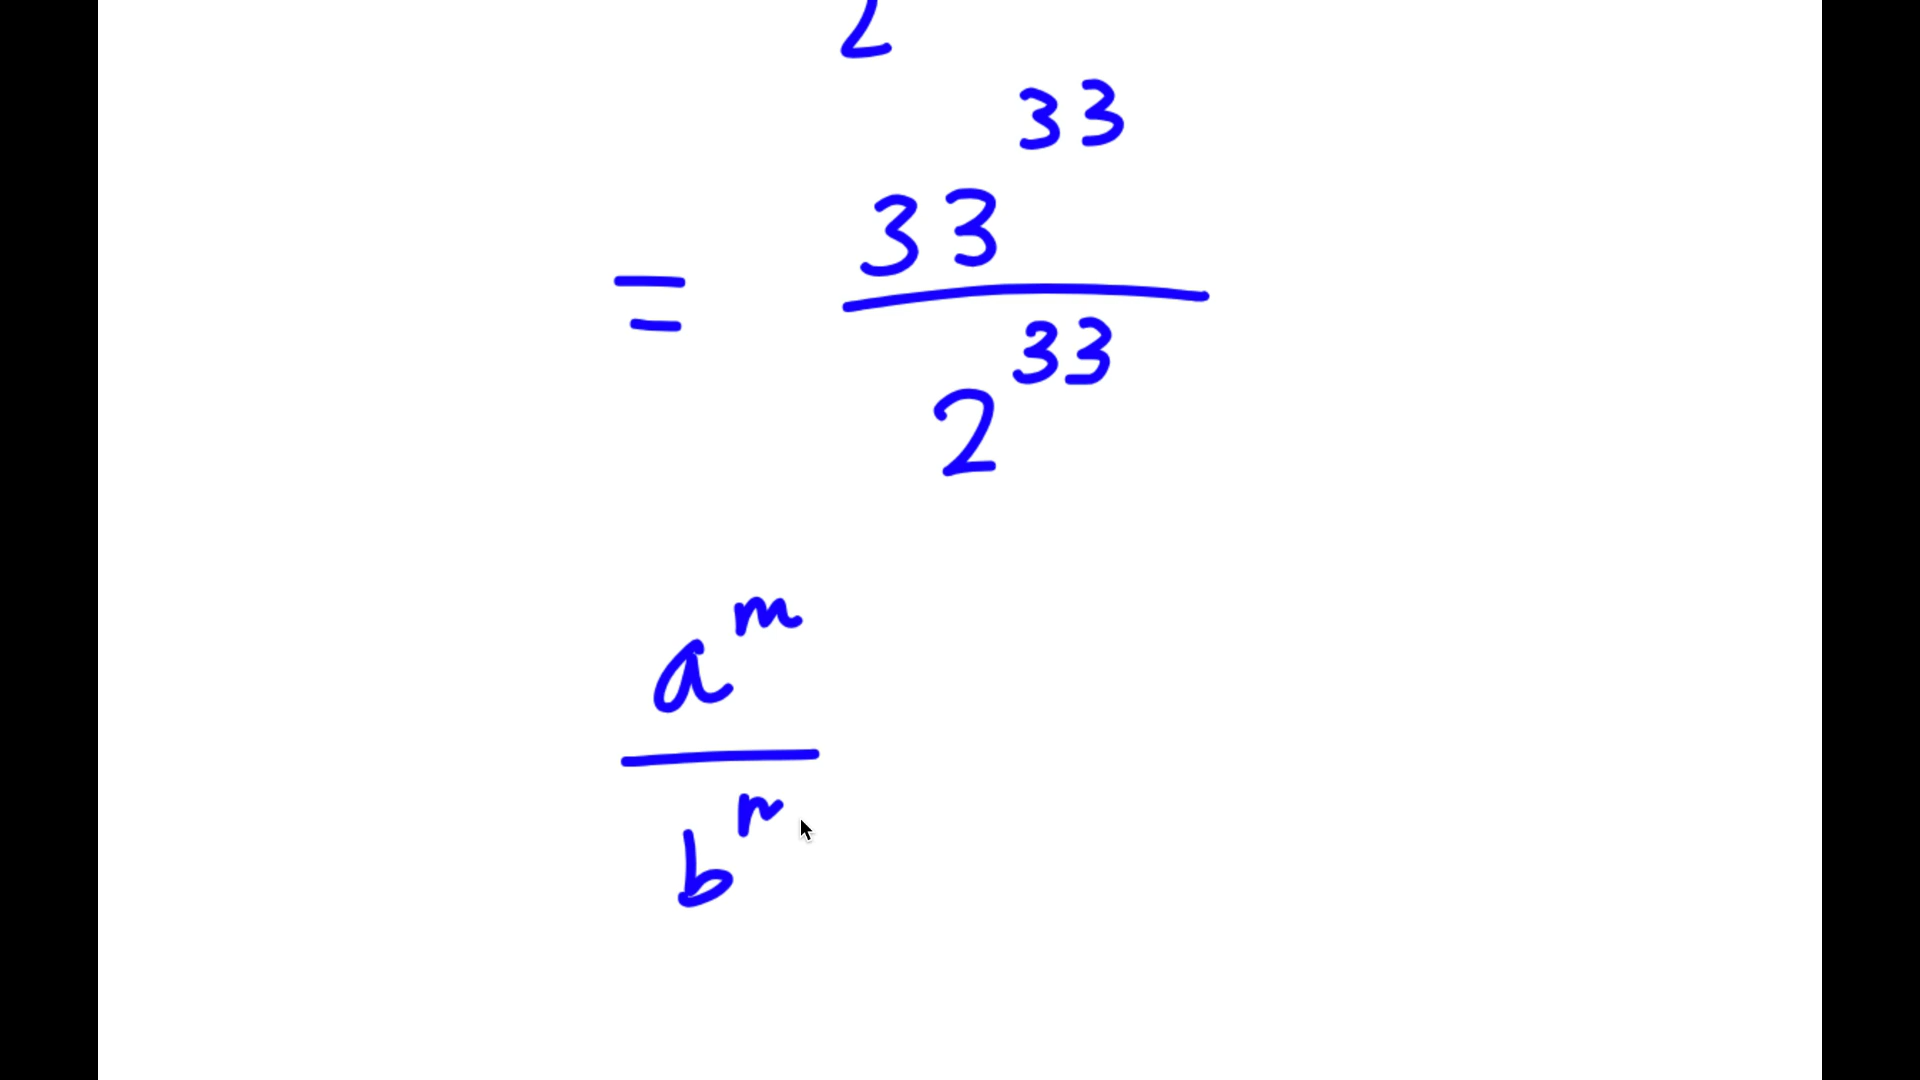 2
= 33^33 / 2^33
a^m / b^m